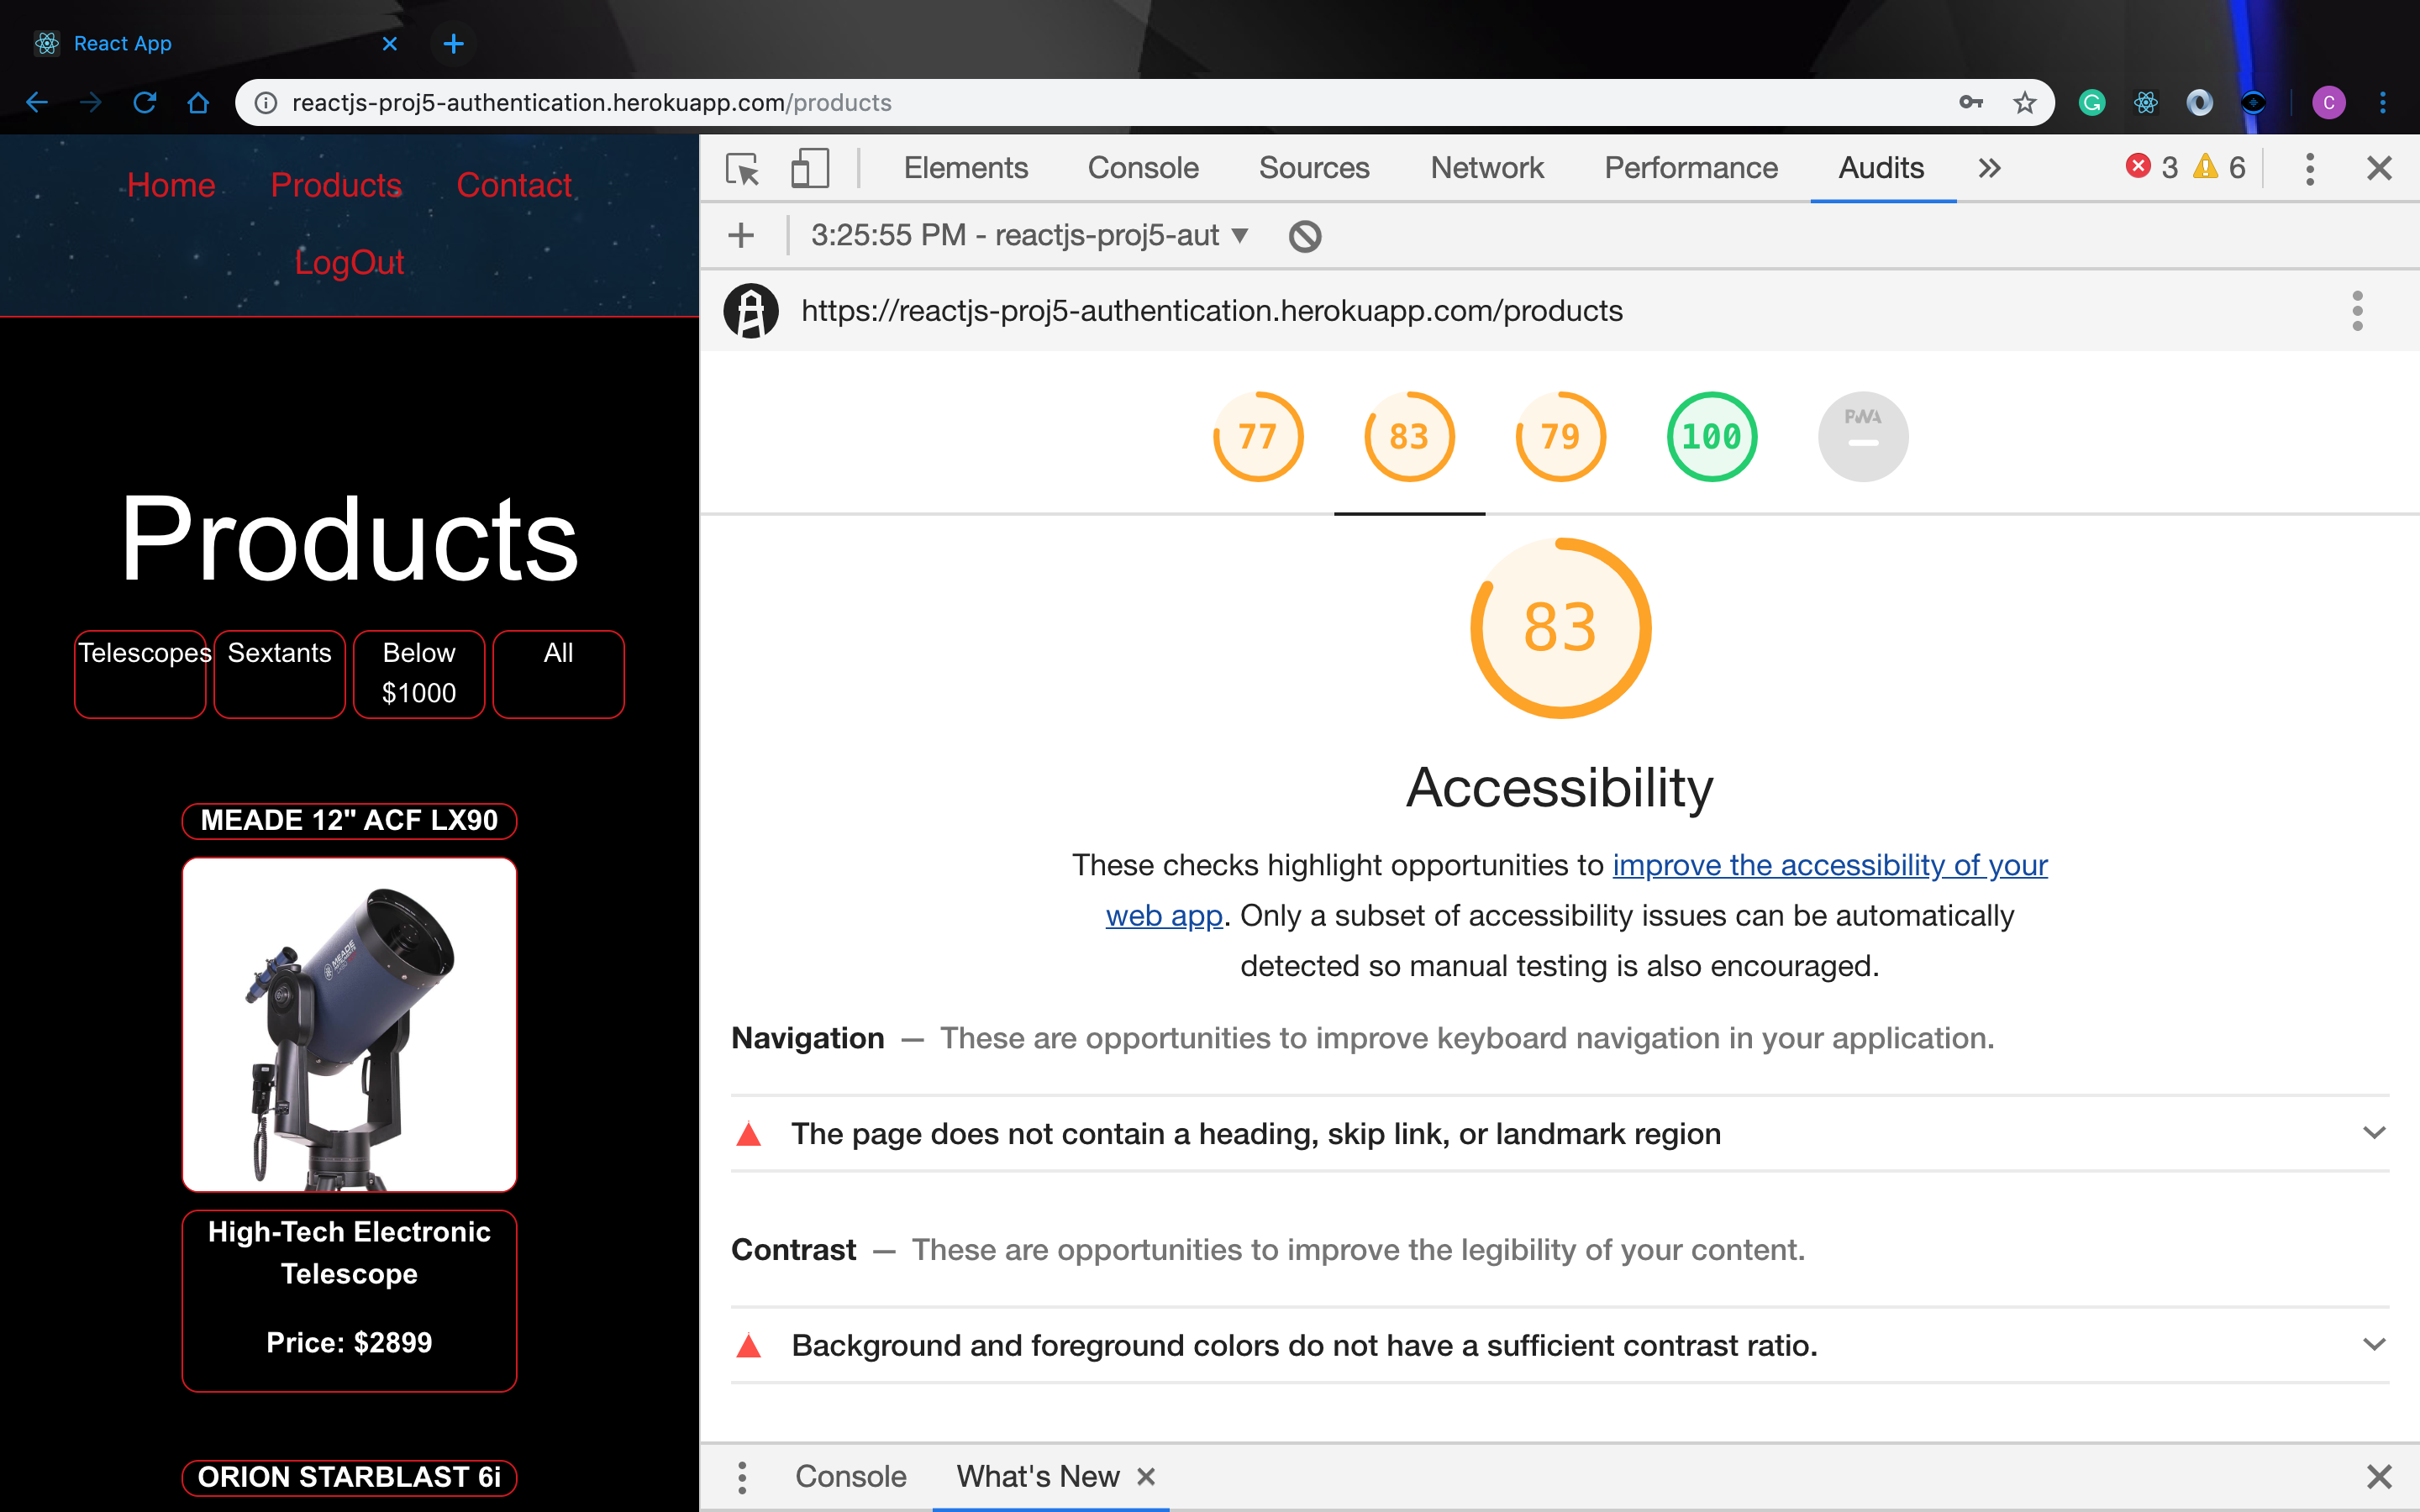 React App
reactjs-proj5-authentication.herokuapp.com/products
C
Home Products Contact
LogOut
Products
Telescopes Sextants Below All
$1000
MEADE 12" ACF LX90
MEADE
High-Tech Electronic
Telescope
Price: $2899
ORION STARBLAST 6i
Elements Console Sources Network Performance Audits 3 6
3:25:55 PM - reactjs-proj5-aut
https://reactjs-proj5-authentication.herokuapp.com/products
77 83 79 100 PWA
83
Accessibility
These checks highlight opportunities to improve the accessibility of your
web app. Only a subset of accessibility issues can be automatically
detected so manual testing is also encouraged.
Navigation — These are opportunities to improve keyboard navigation in your application.
The page does not contain a heading, skip link, or landmark region
Contrast — These are opportunities to improve the legibility of your content.
Background and foreground colors do not have a sufficient contrast ratio.
Console What's New